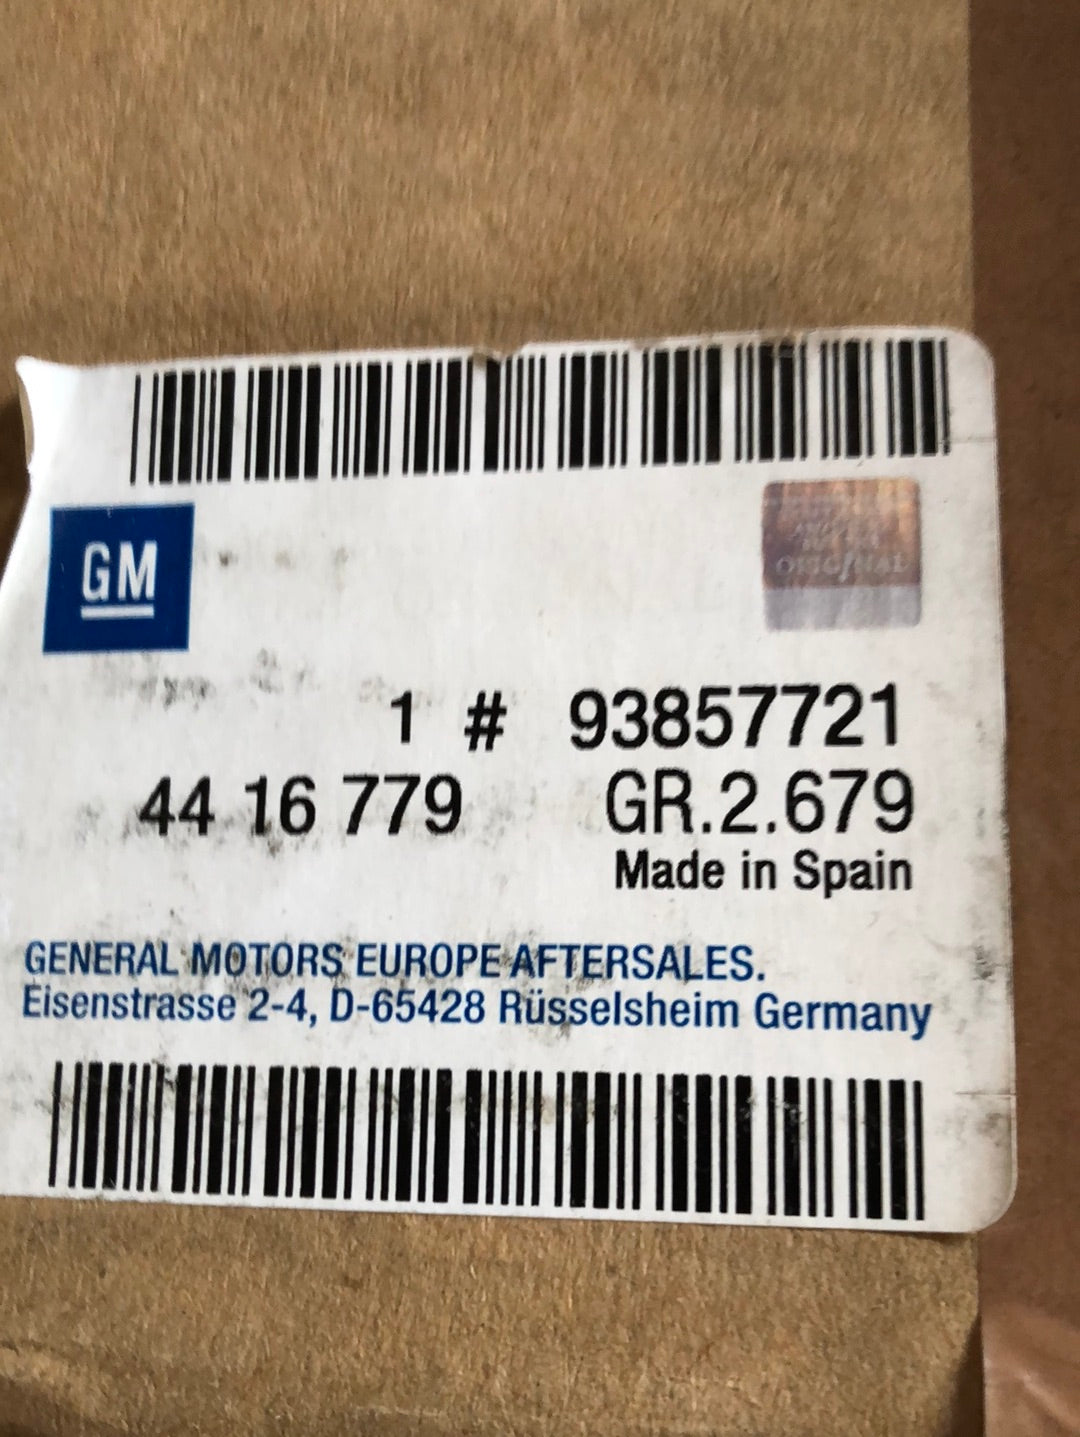 GM
ORIGINAL
1 # 93857721
44 16 779 GR.2.679
Made in Spain
GENERAL MOTORS EUROPE AFTERSALES.
Eisenstrasse 2-4, D-65428 Rüsselsheim Germany